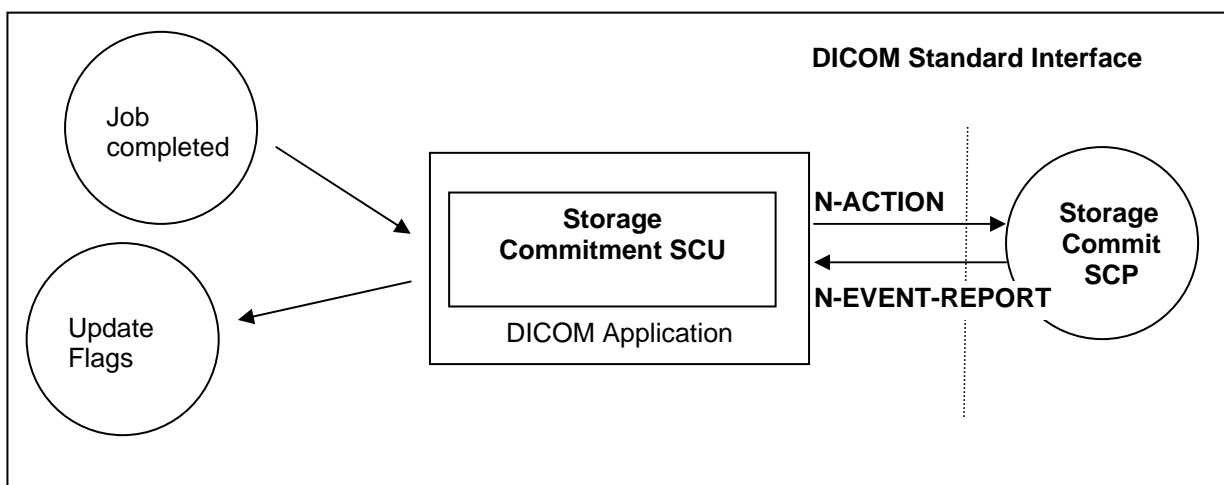 DICOM Standard Interface
Job
completed
Storage
Commitment SCU
DICOM Application
N-ACTION
N-EVENT-REPORT
Storage
Commit
SCP
Update
Flags